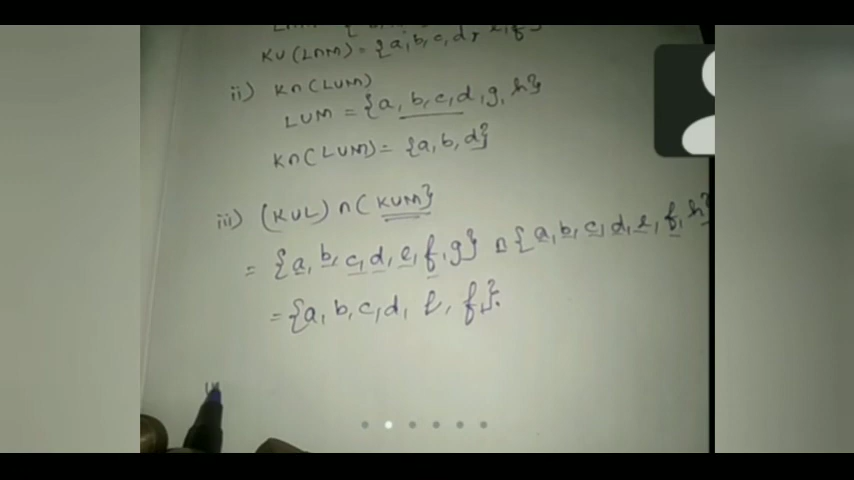 K∪(L∩M) = {a, b, c, d, e, f}
ii) K∩(L∪M)
L∪M = {a, b, c, d, g, h}
K∩(L∪M) = {a, b, d}
iii) (K∪L) ∩ (K∪M}
= {a, b, c, d, e, f, g} ∩ {a, b, c, d, e, f, h}
= {a, b, c, d, e, f}.